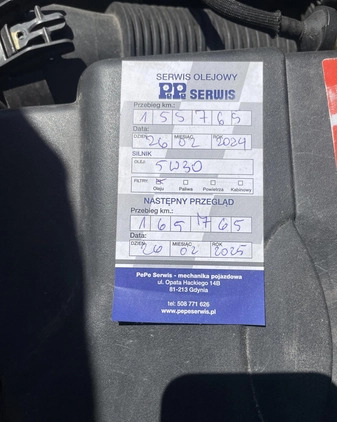 SERWIS OLEJOWY
PePe SERWIS
Przebieg km.:
155765
Data:
DZIEŃ MIESIĄC ROK
26 02 2024
SILNIK
OLEJ: 5W30
FILTRY: Oleju Paliwa Powietrza Kabinowy
NASTĘPNY PRZEGLĄD
Przebieg km.:
165765
Data:
DZIEŃ MIESIĄC ROK
26 02 2025
PePe Serwis - mechanika pojazdowa
ul. Opata Hackiego 14B
81-213 Gdynia
tel: 508 771 626
www.pepeserwis.pl